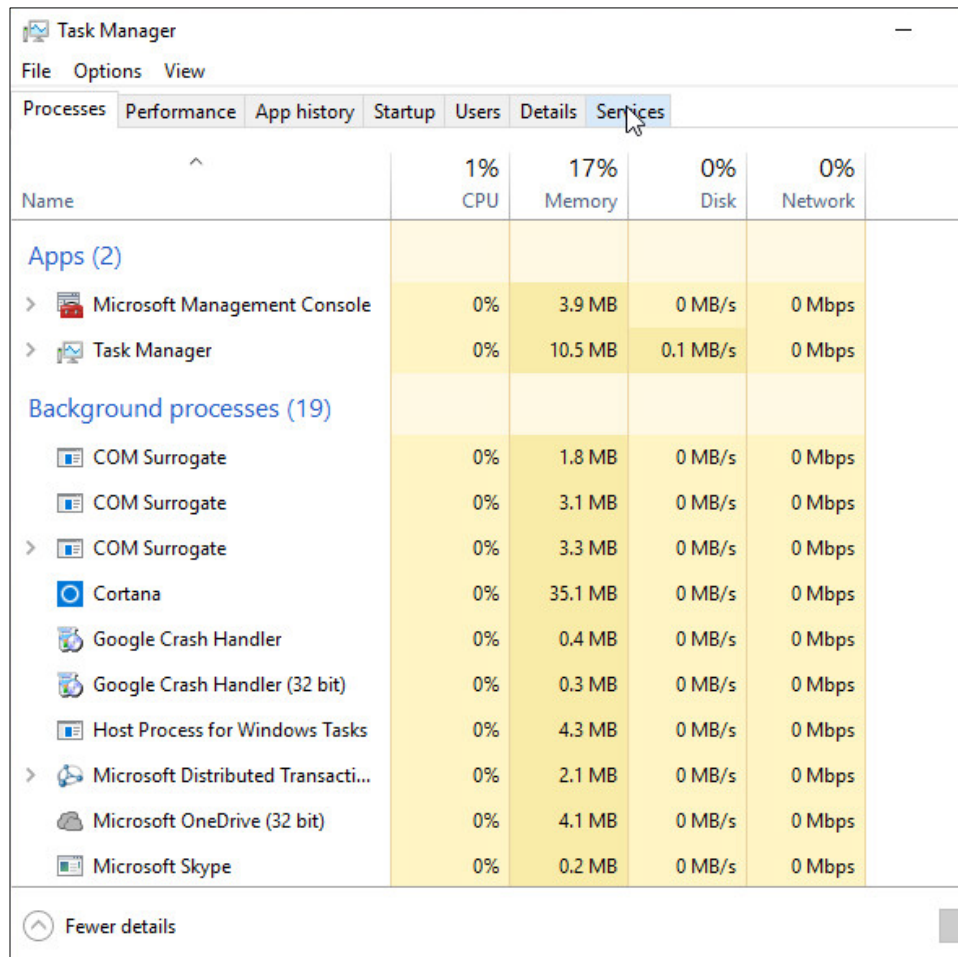 Task Manager
File Options View
Processes Performance App history Startup Users Details Services
1% 17% 0% 0%
Name CPU Memory Disk Network
Apps (2)
Microsoft Management Console 0% 3.9 MB 0 MB/s 0 Mbps
Task Manager 0% 10.5 MB 0.1 MB/s 0 Mbps
Background processes (19)
COM Surrogate 0% 1.8 MB 0 MB/s 0 Mbps
COM Surrogate 0% 3.1 MB 0 MB/s 0 Mbps
COM Surrogate 0% 3.3 MB 0 MB/s 0 Mbps
Cortana 0% 35.1 MB 0 MB/s 0 Mbps
Google Crash Handler 0% 0.4 MB 0 MB/s 0 Mbps
Google Crash Handler (32 bit) 0% 0.3 MB 0 MB/s 0 Mbps
Host Process for Windows Tasks 0% 4.3 MB 0 MB/s 0 Mbps
Microsoft Distributed Transacti... 0% 2.1 MB 0 MB/s 0 Mbps
Microsoft OneDrive (32 bit) 0% 4.1 MB 0 MB/s 0 Mbps
Microsoft Skype 0% 0.2 MB 0 MB/s 0 Mbps
Fewer details